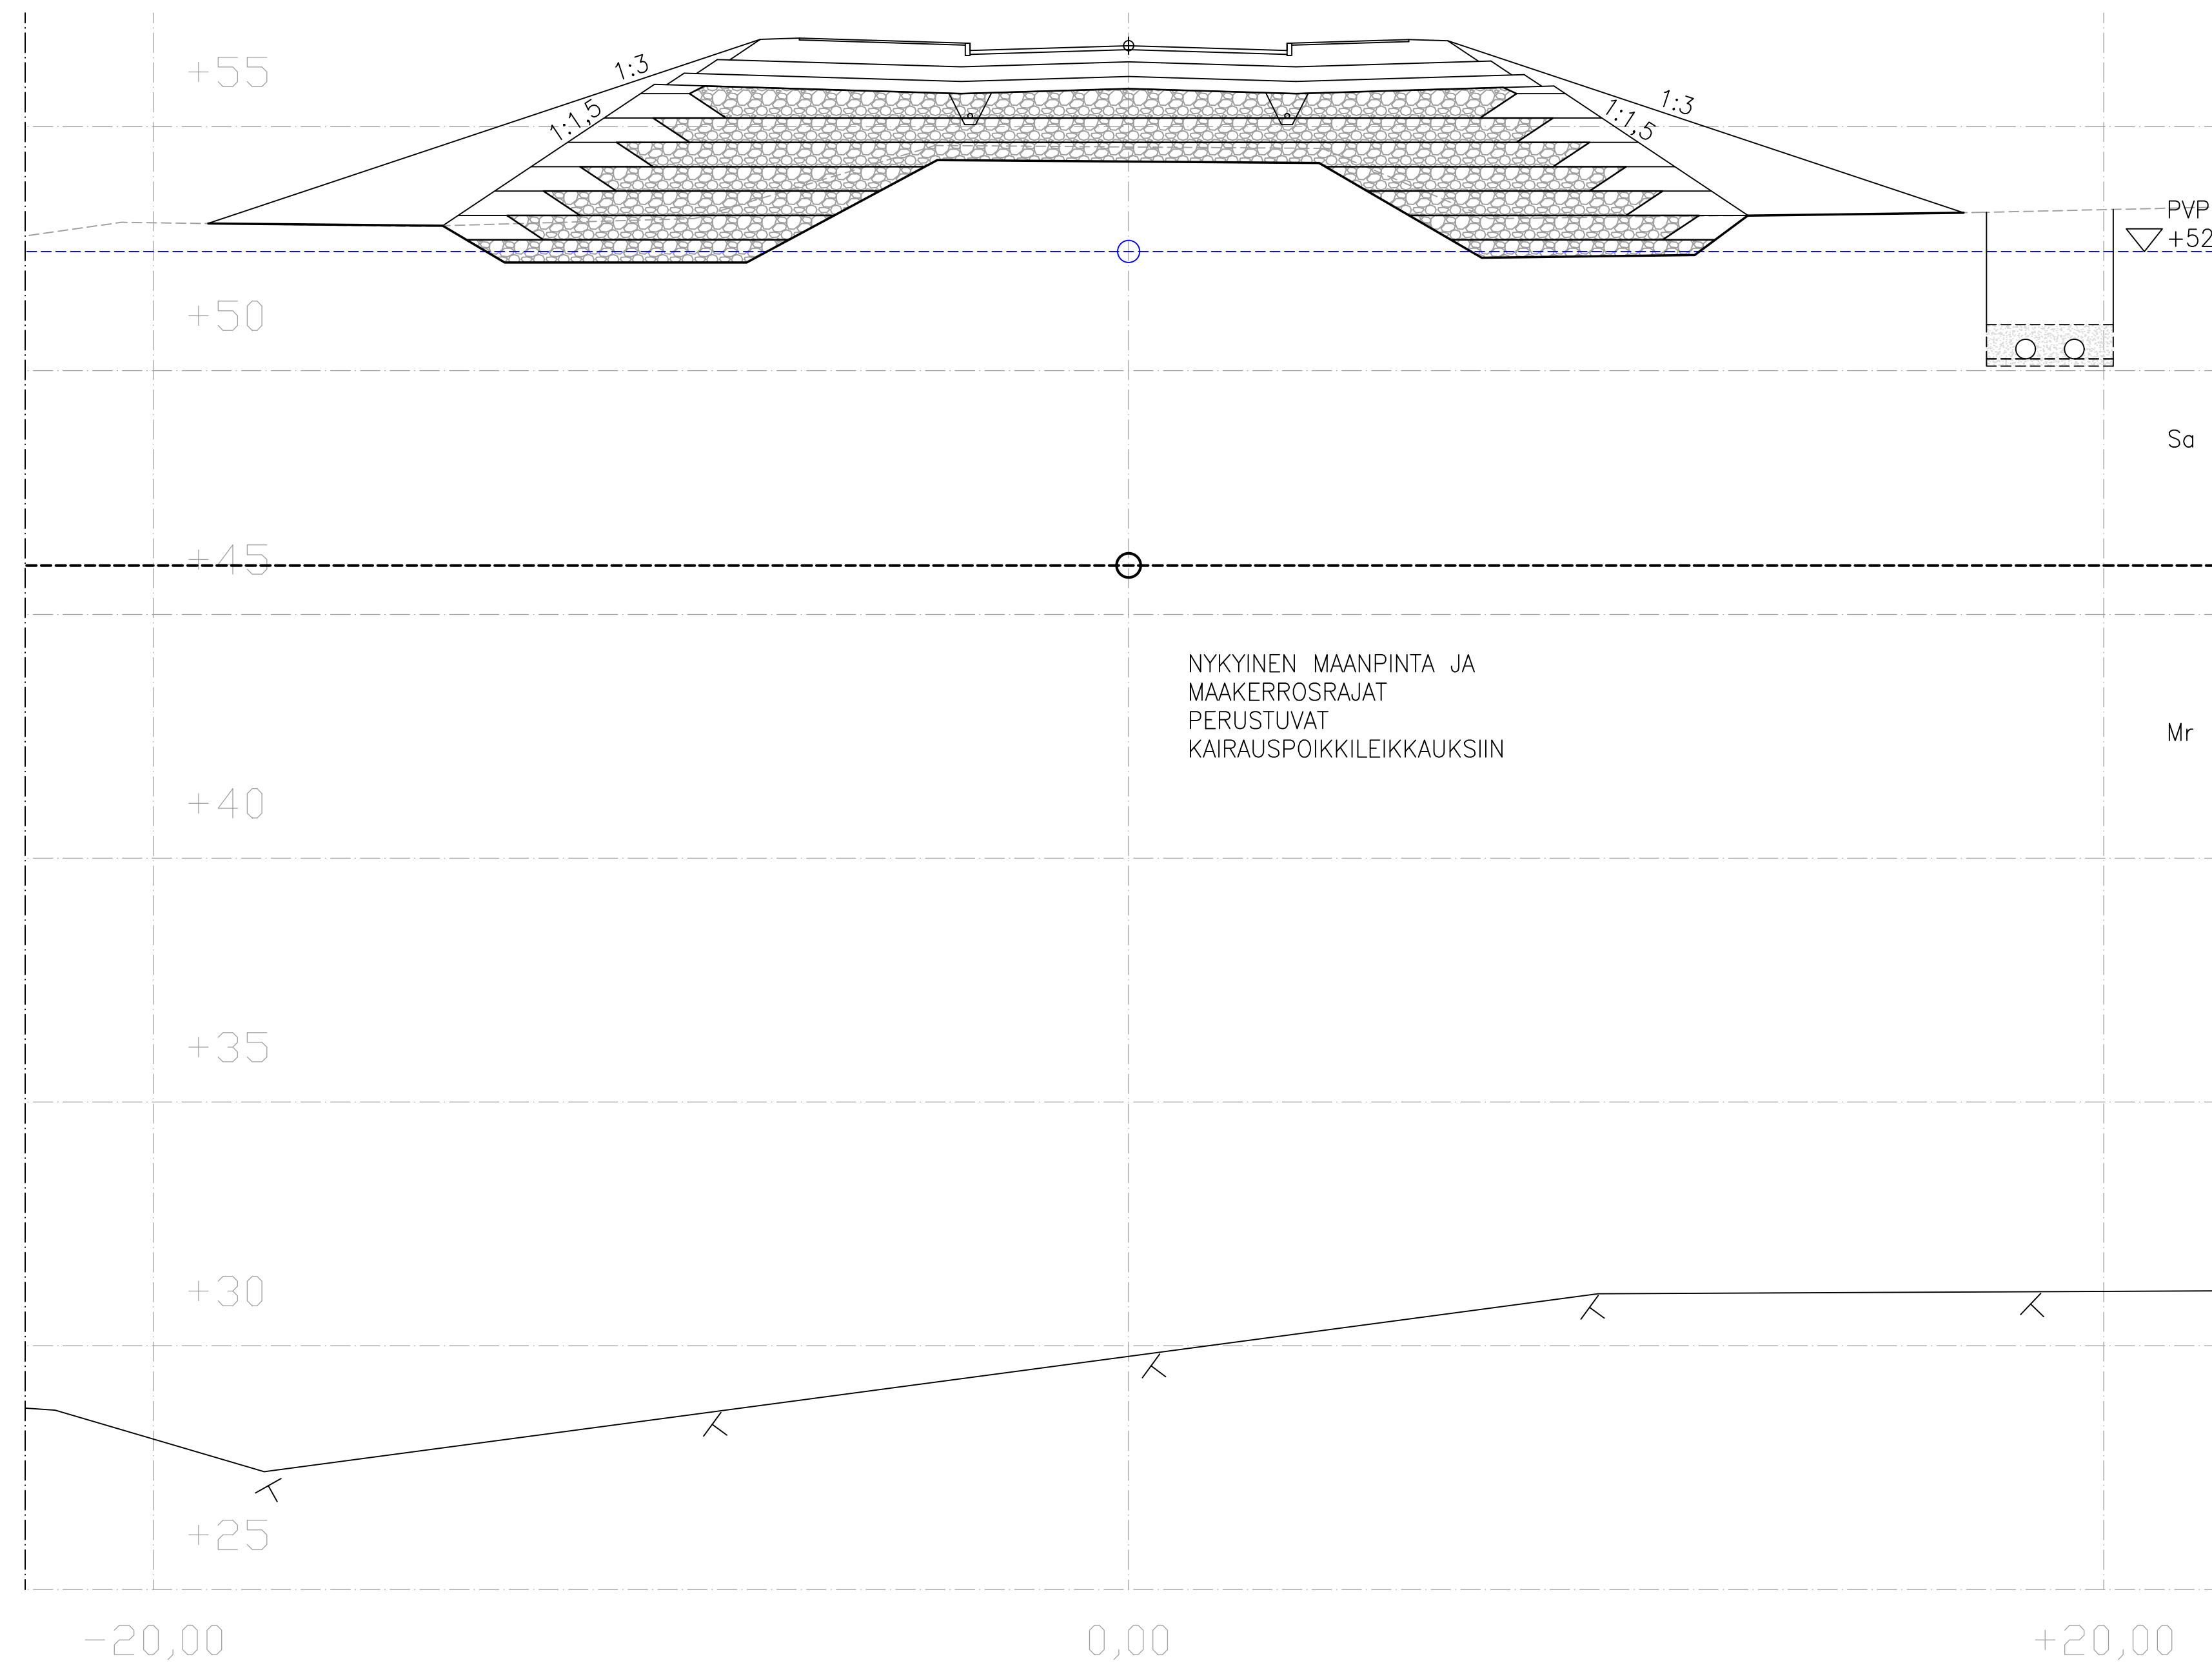 +55
1:3
1:1,5
1:1,5
1:3
PVP
+52
+50
Sa
+45
NYKYINEN MAANPINTA JA
MAAKERROSRAJAT
PERUSTUVAT
KAIRAUSPOIKKILEIKKAUKSIIN
Mr
+40
+35
+30
+25
-20,00
0,00
+20,00